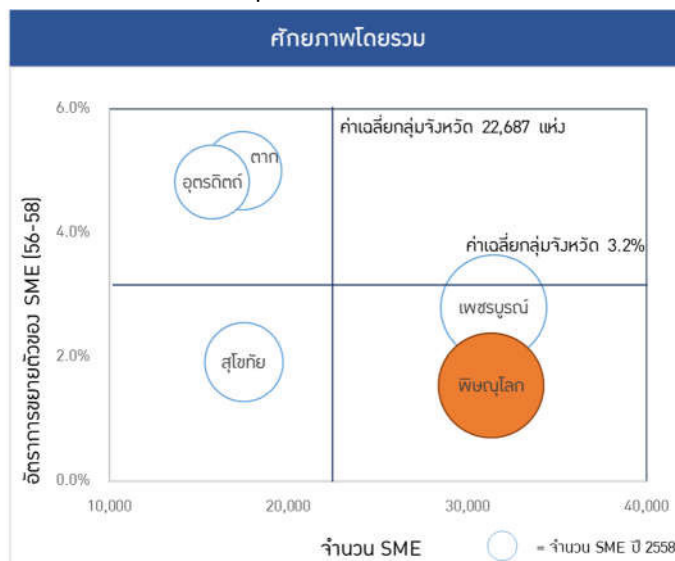 ศักยภาพโดยรวม
6.0%
ค่าเฉลี่ยกลุ่มจังหวัด 22,687 แห่ง
ตาก
อุตรดิตถ์
4.0%
ค่าเฉลี่ยกลุ่มจังหวัด 3.2%
เพชรบูรณ์
สุโขทัย
2.0%
พิษณุโลก
0.0%
อัตราการขยายตัวของ SME (56-58)
10,000 20,000 30,000 40,000
จำนวน SME
= จำนวน SME ปี 2558